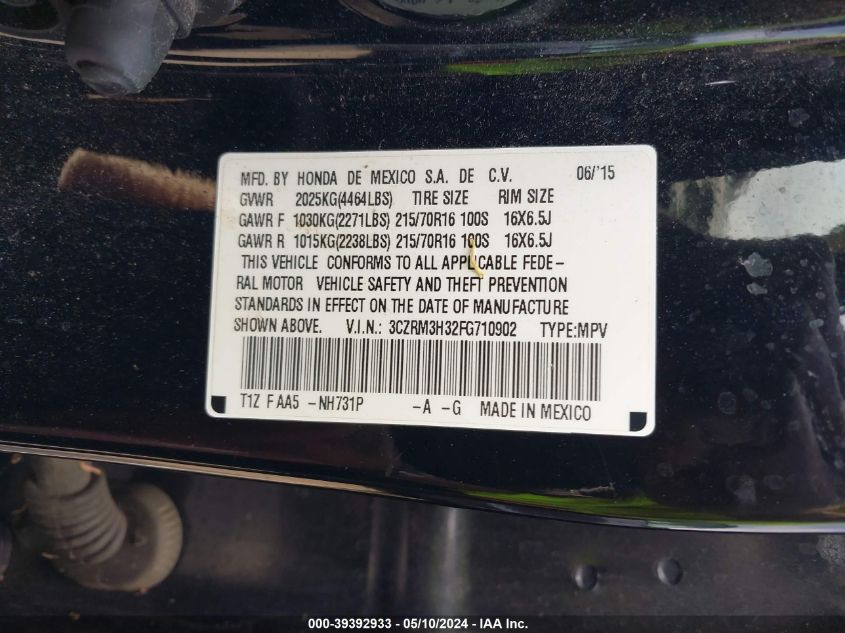 MFD. BY HONDA DE MEXICO S.A. DE C.V. 06/'15
GVWR 2025KG(4464LBS) TIRE SIZE RIM SIZE
GAWR F 1030KG(2271LBS) 215/70R16 100S 16X6.5J
GAWR R 1015KG(2238LBS) 215/70R16 100S 16X6.5J
THIS VEHICLE CONFORMS TO ALL APPLICABLE FEDE-
RAL MOTOR VEHICLE SAFETY AND THEFT PREVENTION
STANDARDS IN EFFECT ON THE DATE OF MANUFACTURE
SHOWN ABOVE. V.I.N.: 3CZRM3H32FG710902 TYPE:MPV
T1Z F AA5 -NH731P -A -G MADE IN MEXICO
000-39392933 - 05/10/2024 - IAA Inc.